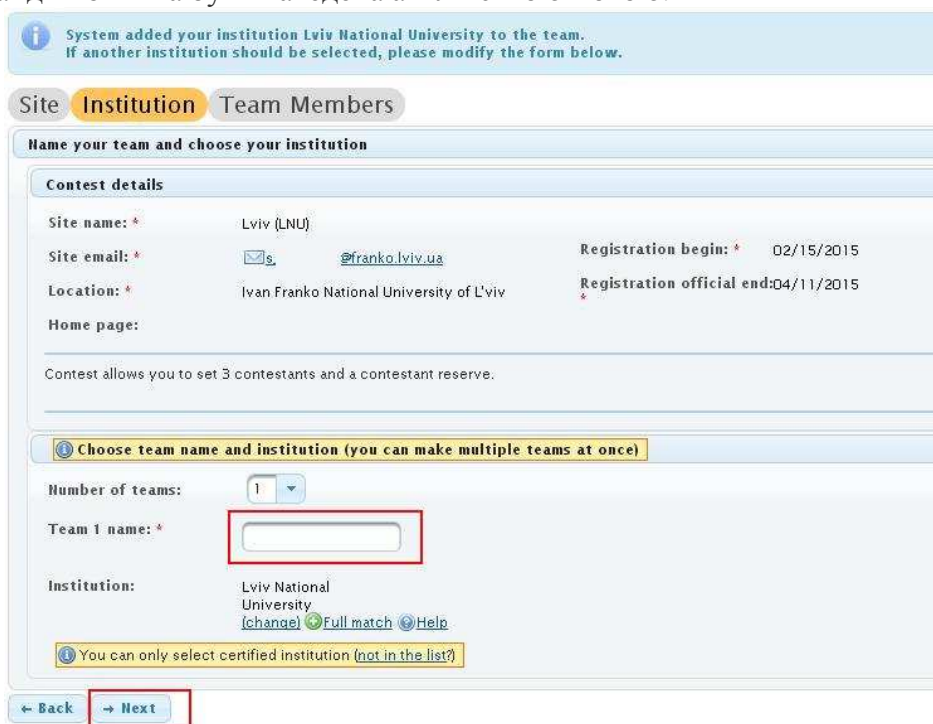 System added your institution Lviv National University to the team.
If another institution should be selected, please modify the form below.
Site Institution Team Members
Name your team and choose your institution
Contest details
Site name: * Lviv (LNU)
Site email: * s. @franko.lviv.ua
Registration begin: * 02/15/2015
Location: * Ivan Franko National University of L'viv
Registration official end:04/11/2015
*
Home page:
Contest allows you to set 3 contestants and a contestant reserve.
Choose team name and institution (you can make multiple teams at once)
Number of teams: 1
Team 1 name: *
Institution: Lviv National
University
(change) Full match Help
You can only select certified institution (not in the list?)
← Back → Next